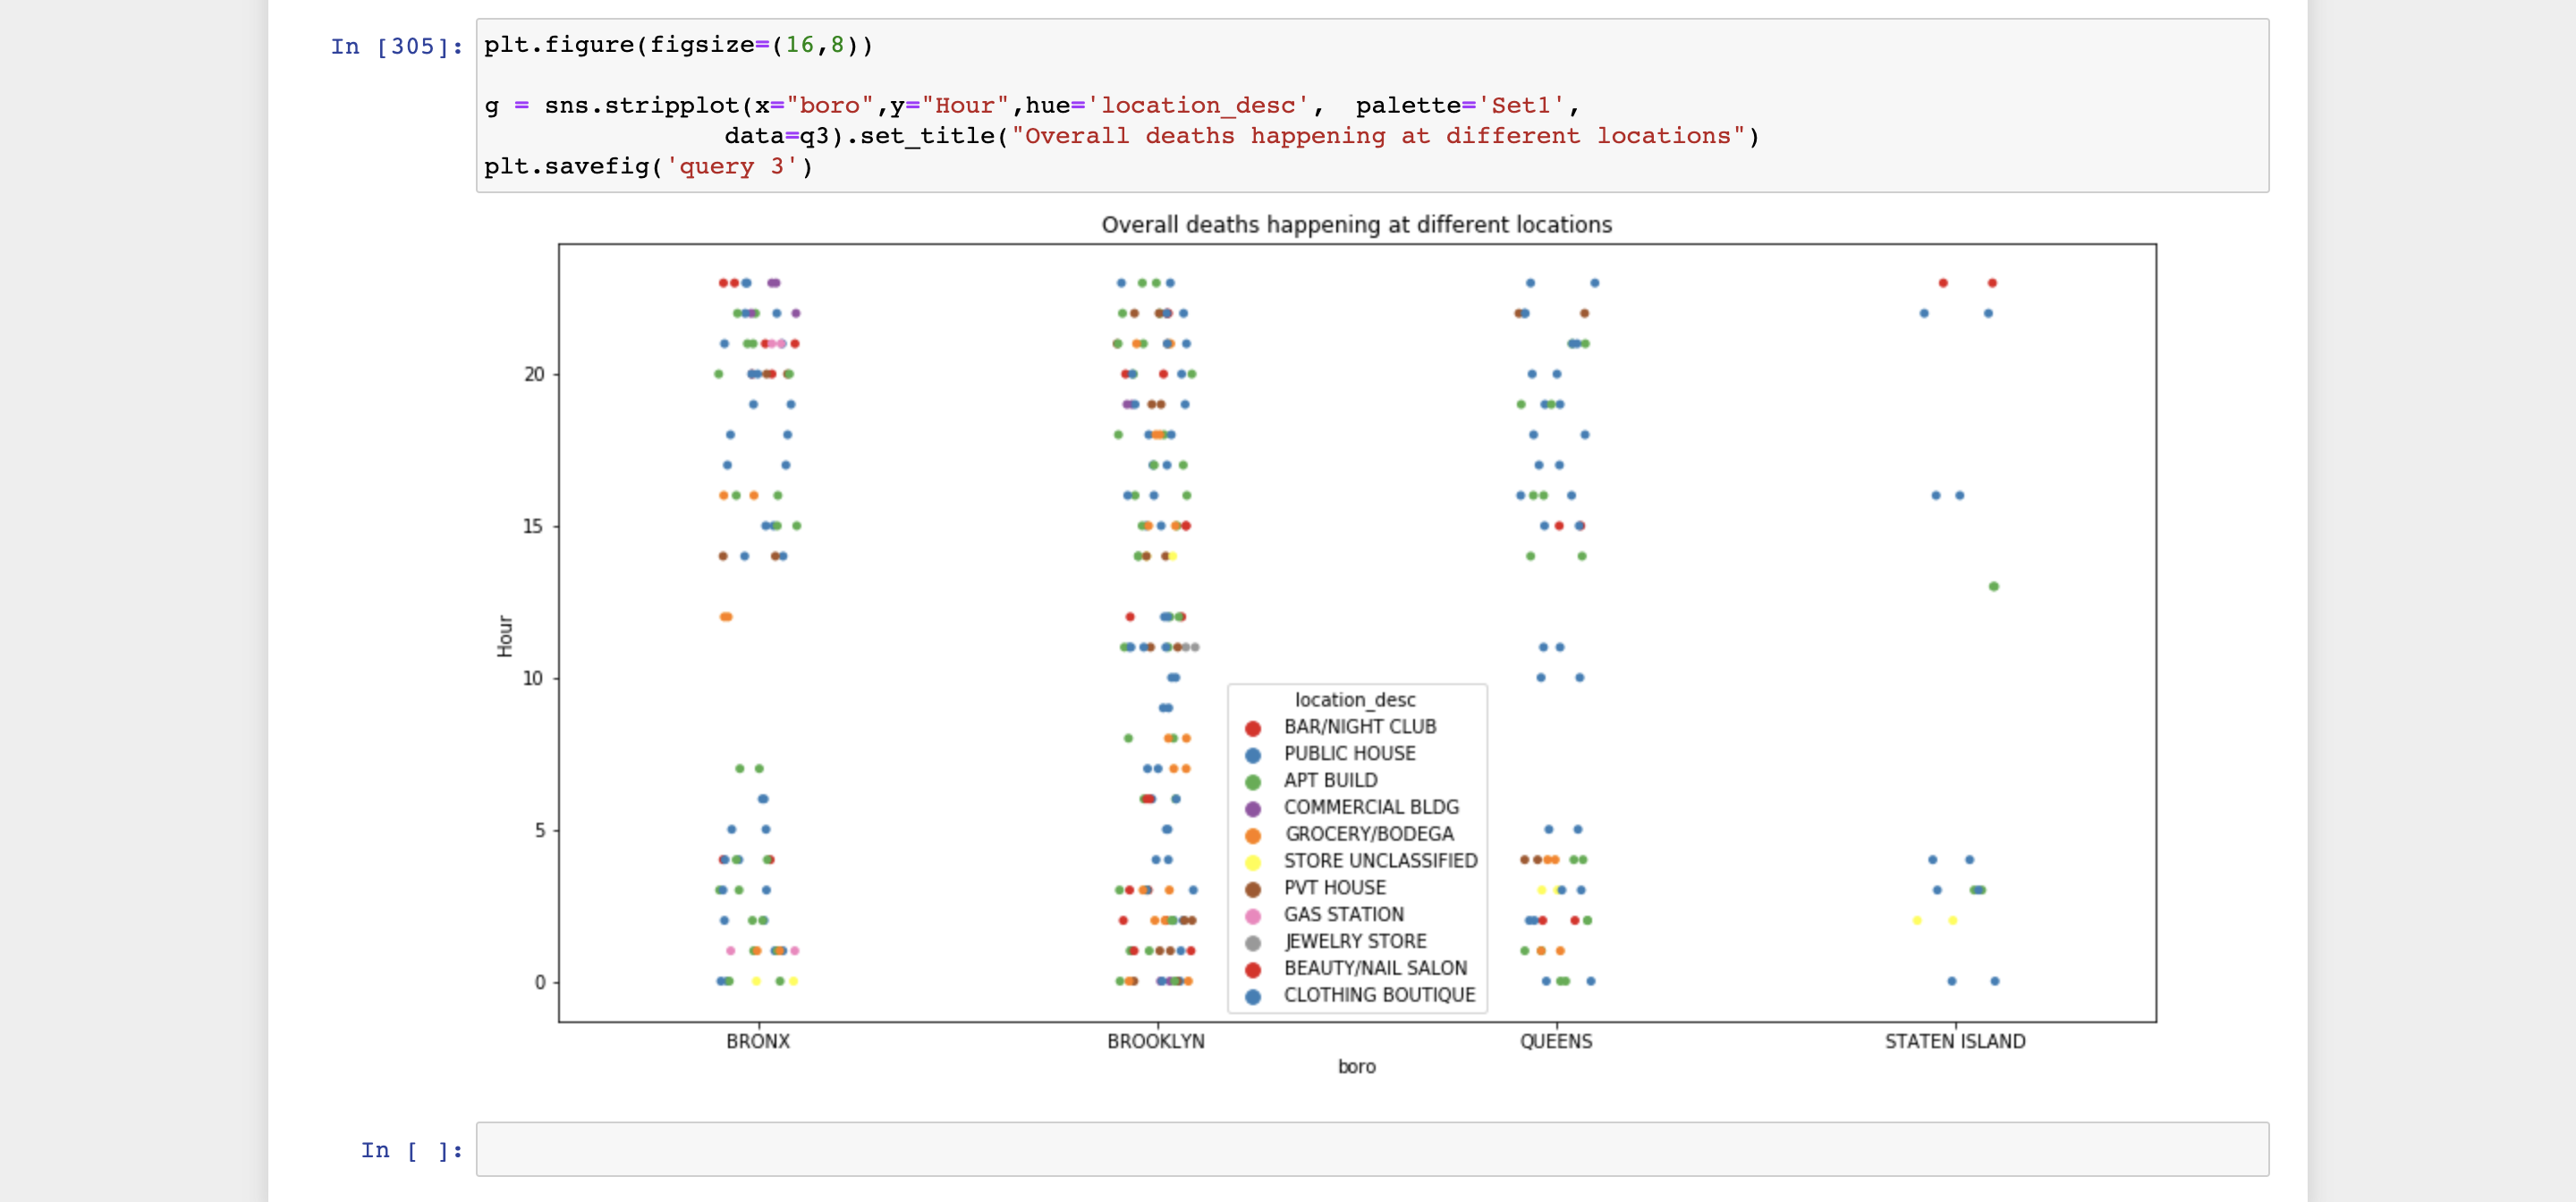 In [305]:
plt.figure(figsize=(16,8))
g = sns.stripplot(x="boro",y="Hour",hue='location_desc',  palette='Set1',
data=q3).set_title("Overall deaths happening at different locations")
plt.savefig('query 3')
Overall deaths happening at different locations
Hour
20
15
10
5
0
location_desc
BAR/NIGHT CLUB
PUBLIC HOUSE
APT BUILD
COMMERCIAL BLDG
GROCERY/BODEGA
STORE UNCLASSIFIED
PVT HOUSE
GAS STATION
JEWELRY STORE
BEAUTY/NAIL SALON
CLOTHING BOUTIQUE
BRONX
BROOKLYN
QUEENS
STATEN ISLAND
boro
In [ ]: